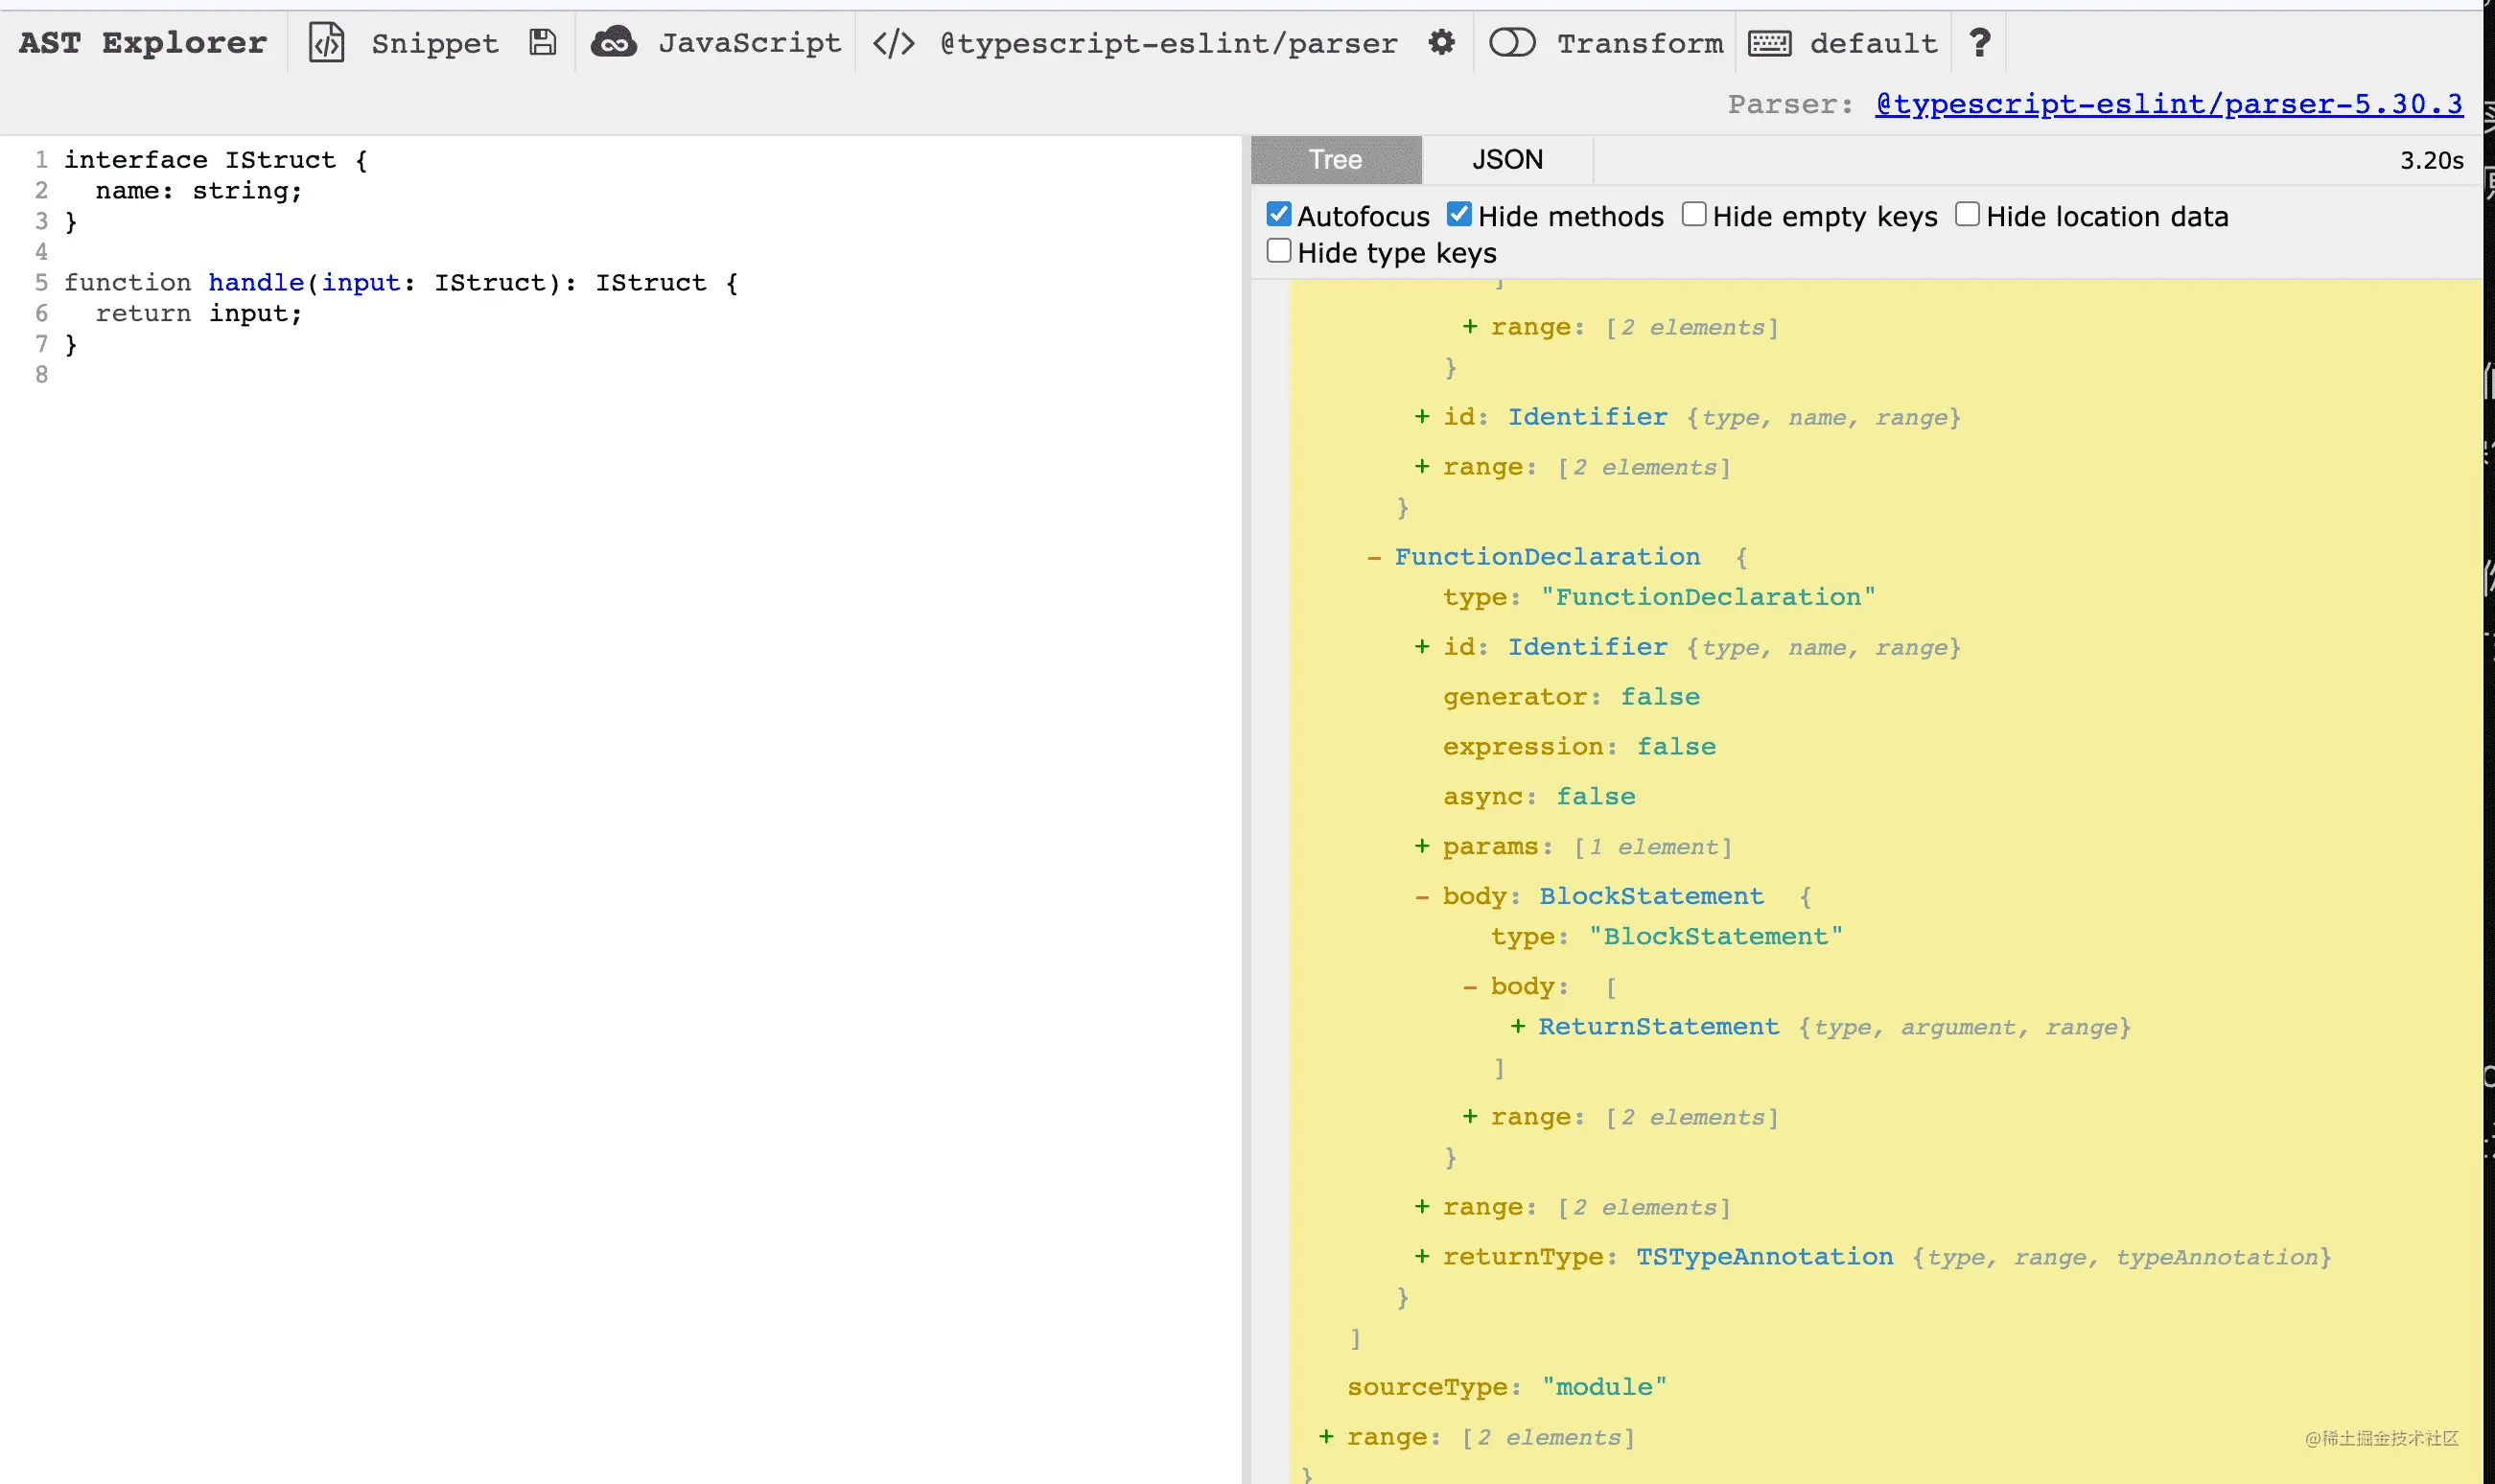 AST Explorer Snippet JavaScript </> @typescript-eslint/parser Transform default ?
Parser: @typescript-eslint/parser-5.30.3
1 interface IStruct {
2   name: string;
3 }
4
5 function handle(input: IStruct): IStruct {
6   return input;
7 }
8
Tree JSON 3.20s
Autofocus Hide methods Hide empty keys Hide location data
Hide type keys
]
+ range: [2 elements]
}
+ id: Identifier {type, name, range}
+ range: [2 elements]
}
- FunctionDeclaration {
type: "FunctionDeclaration"
+ id: Identifier {type, name, range}
generator: false
expression: false
async: false
+ params: [1 element]
- body: BlockStatement {
type: "BlockStatement"
- body: [
+ ReturnStatement {type, argument, range}
]
+ range: [2 elements]
}
+ range: [2 elements]
+ returnType: TSTypeAnnotation {type, range, typeAnnotation}
}
]
sourceType: "module"
+ range: [2 elements]
}
@稀土掘金技术社区